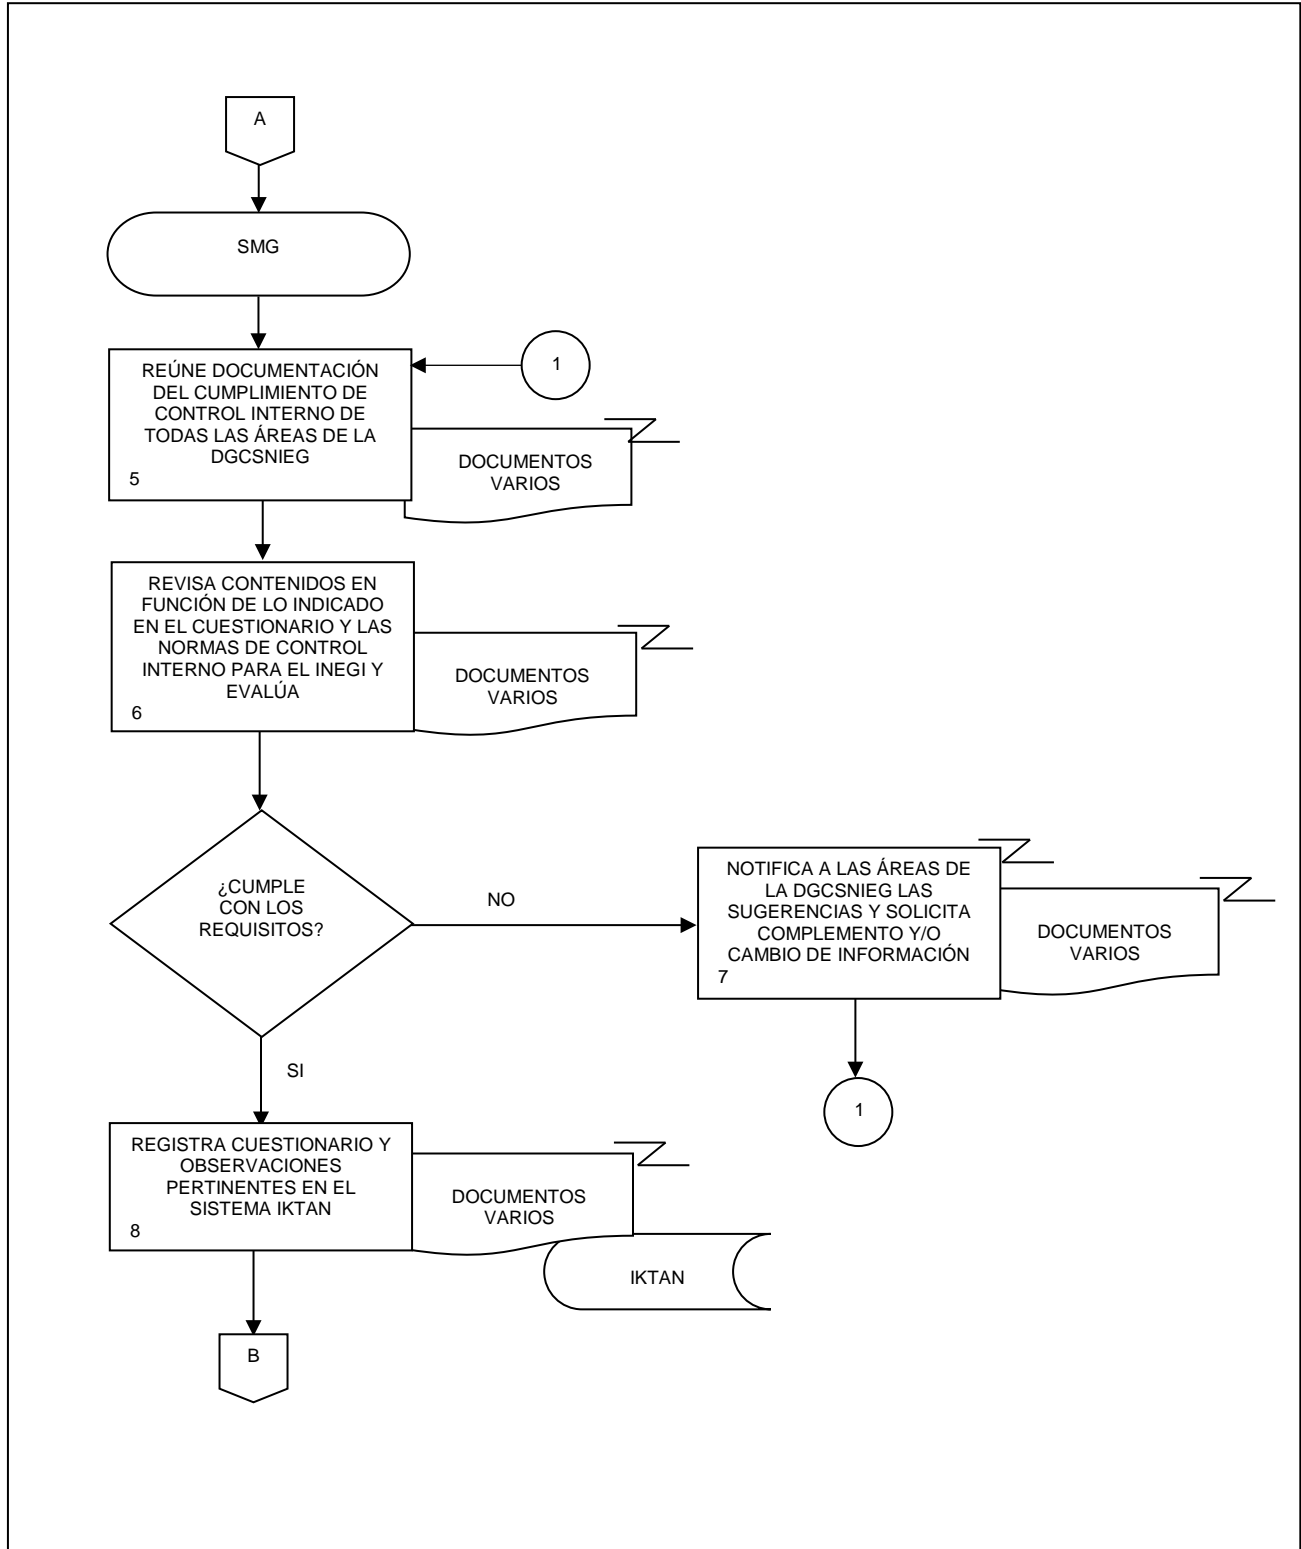 A
SMG
REÚNE DOCUMENTACIÓN
DEL CUMPLIMIENTO DE
CONTROL INTERNO DE
TODAS LAS ÁREAS DE LA
DGCSNIEG
5
1
DOCUMENTOS
VARIOS
REVISA CONTENIDOS EN
FUNCIÓN DE LO INDICADO
EN EL CUESTIONARIO Y LAS
NORMAS DE CONTROL
INTERNO PARA EL INEGI Y
EVALÚA
6
DOCUMENTOS
VARIOS
¿CUMPLE
CON LOS
REQUISITOS?
NO
NOTIFICA A LAS ÁREAS DE
LA DGCSNIEG LAS
SUGERENCIAS Y SOLICITA
COMPLEMENTO Y/O
CAMBIO DE INFORMACIÓN
7
DOCUMENTOS
VARIOS
1
SI
REGISTRA CUESTIONARIO Y
OBSERVACIONES
PERTINENTES EN EL
SISTEMA IKTAN
8
DOCUMENTOS
VARIOS
IKTAN
B